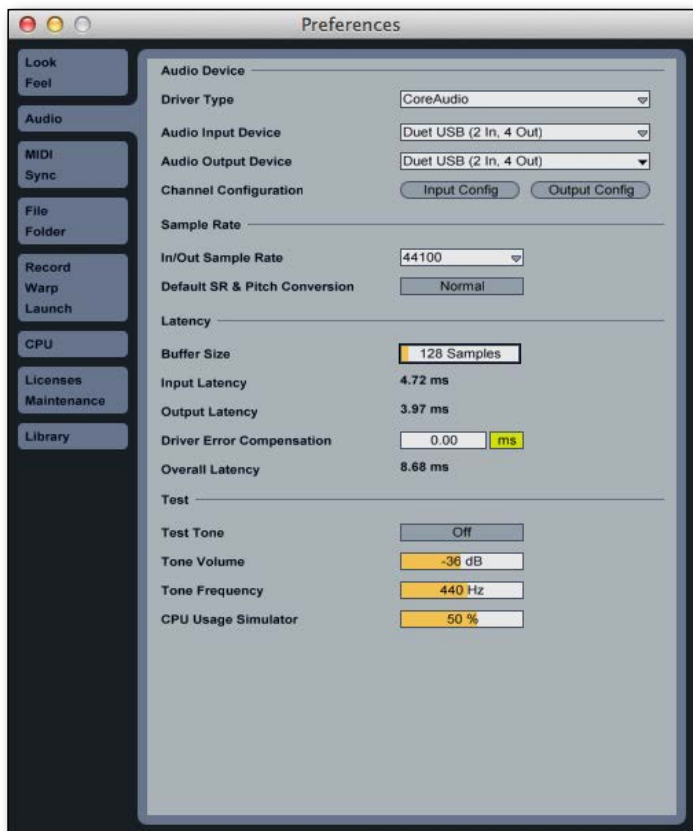 Preferences
Look
Feel
Audio
MIDI
Sync
File
Folder
Record
Warp
Launch
CPU
Licenses
Maintenance
Library
Audio Device
Driver Type CoreAudio
Audio Input Device Duet USB (2 In, 4 Out)
Audio Output Device Duet USB (2 In, 4 Out)
Channel Configuration Input Config Output Config
Sample Rate
In/Out Sample Rate 44100
Default SR & Pitch Conversion Normal
Latency
Buffer Size 128 Samples
Input Latency 4.72 ms
Output Latency 3.97 ms
Driver Error Compensation 0.00 ms
Overall Latency 8.68 ms
Test
Test Tone Off
Tone Volume -36 dB
Tone Frequency 440 Hz
CPU Usage Simulator 50 %